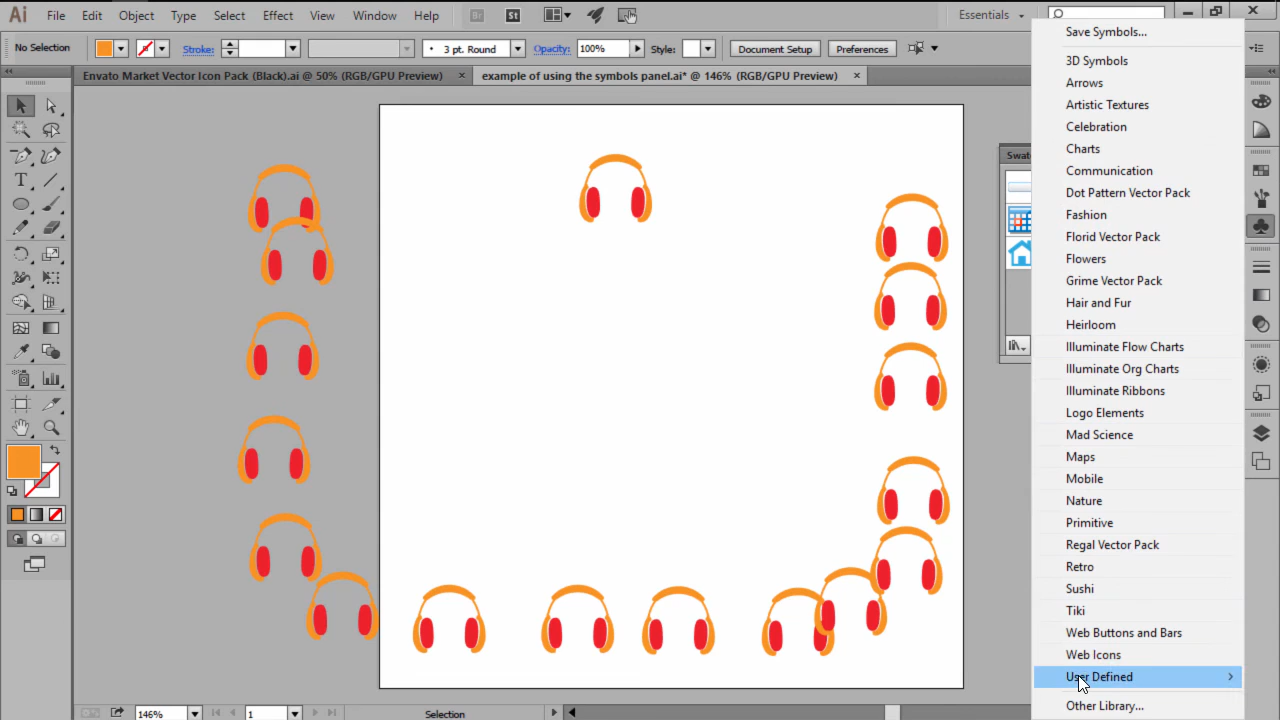 Ai File Edit Object Type Select Effect View Window Help Br St Essentials
No Selection Stroke: 3 pt. Round Opacity: 100% Style: Document Setup Preferences
Envato Market Vector Icon Pack (Black).ai @ 50% (RGB/GPU Preview) × example of using the symbols panel.ai* @ 146% (RGB/GPU Preview) ×
Save Symbols...
3D Symbols
Arrows
Artistic Textures
Celebration
Charts
Communication
Dot Pattern Vector Pack
Fashion
Florid Vector Pack
Flowers
Grime Vector Pack
Hair and Fur
Heirloom
Illuminate Flow Charts
Illuminate Org Charts
Illuminate Ribbons
Logo Elements
Mad Science
Maps
Mobile
Nature
Primitive
Regal Vector Pack
Retro
Sushi
Tiki
Web Buttons and Bars
Web Icons
User Defined
Other Library...
Swat
146% 1 Selection